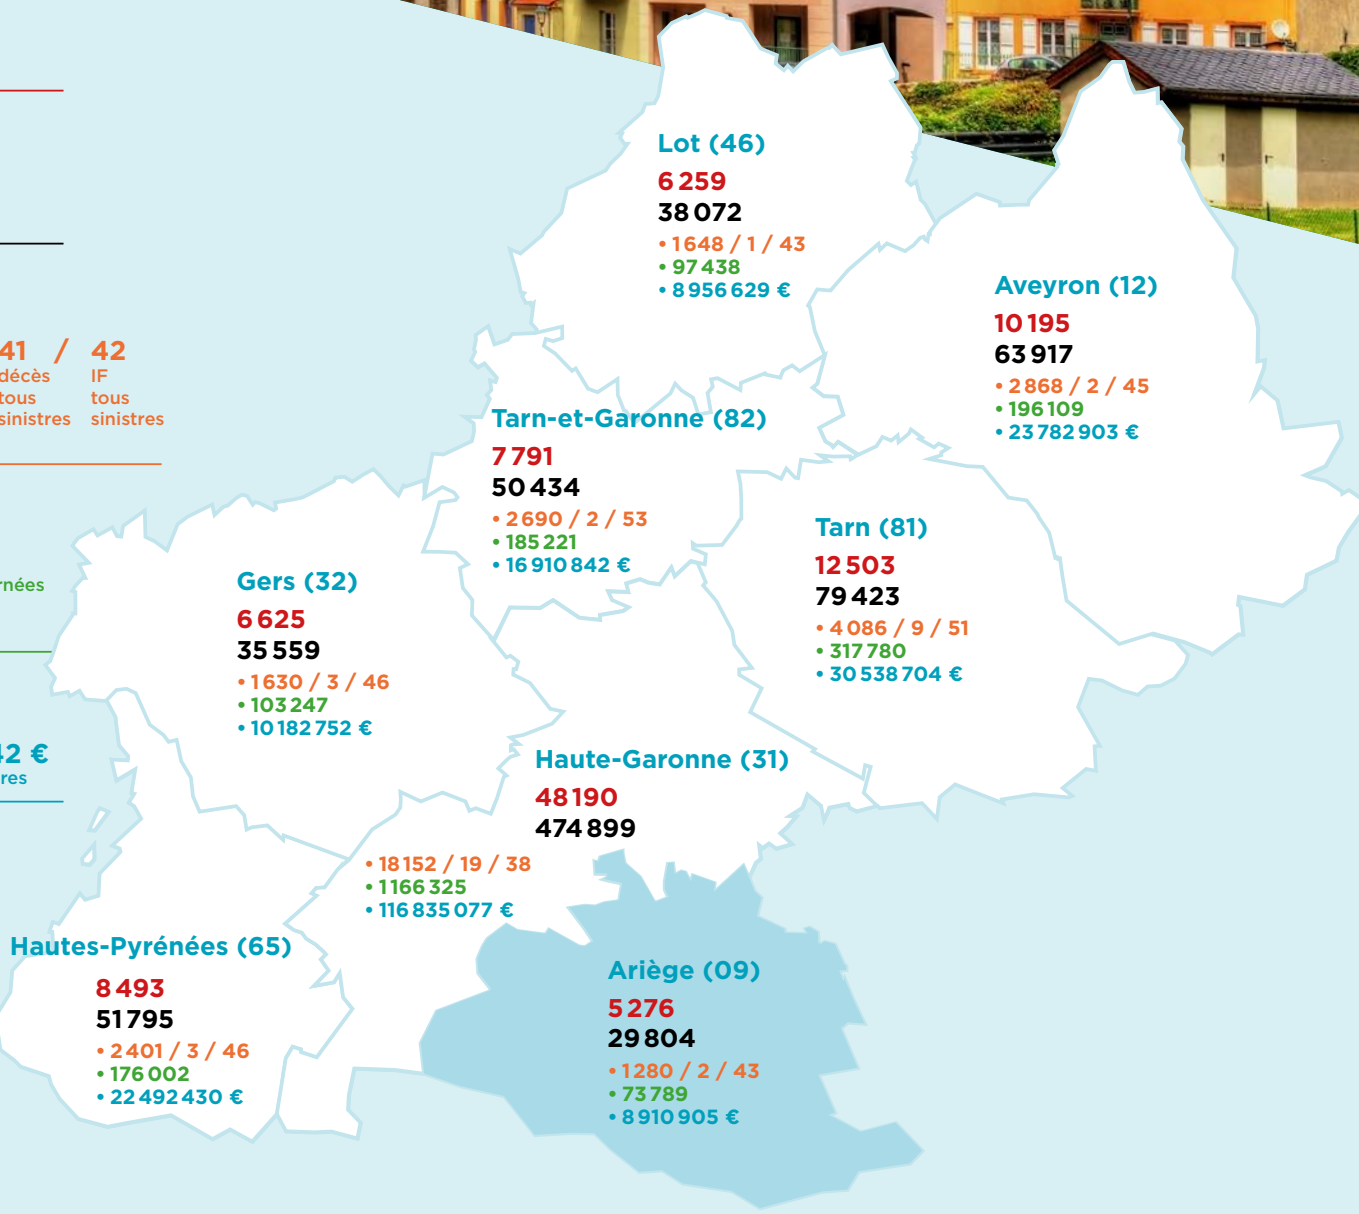 41 / 42
décès IF
tous tous
sinistres sinistres
42 €
Lot (46)
6 259
38 072
• 1 648 / 1 / 43
• 97 438
• 8 956 629 €
Aveyron (12)
10 195
63 917
• 2 868 / 2 / 45
• 196 109
• 23 782 903 €
Tarn-et-Garonne (82)
7 791
50 434
• 2 690 / 2 / 53
• 185 221
• 16 910 842 €
Tarn (81)
12 503
79 423
• 4 086 / 9 / 51
• 317 780
• 30 538 704 €
Gers (32)
6 625
35 559
• 1 630 / 3 / 46
• 103 247
• 10 182 752 €
Haute-Garonne (31)
48 190
474 899
• 18 152 / 19 / 38
• 1 166 325
• 116 835 077 €
Hautes-Pyrénées (65)
8 493
51 795
• 2 401 / 3 / 46
• 176 002
• 22 492 430 €
Ariège (09)
5 276
29 804
• 1 280 / 2 / 43
• 73 789
• 8 910 905 €